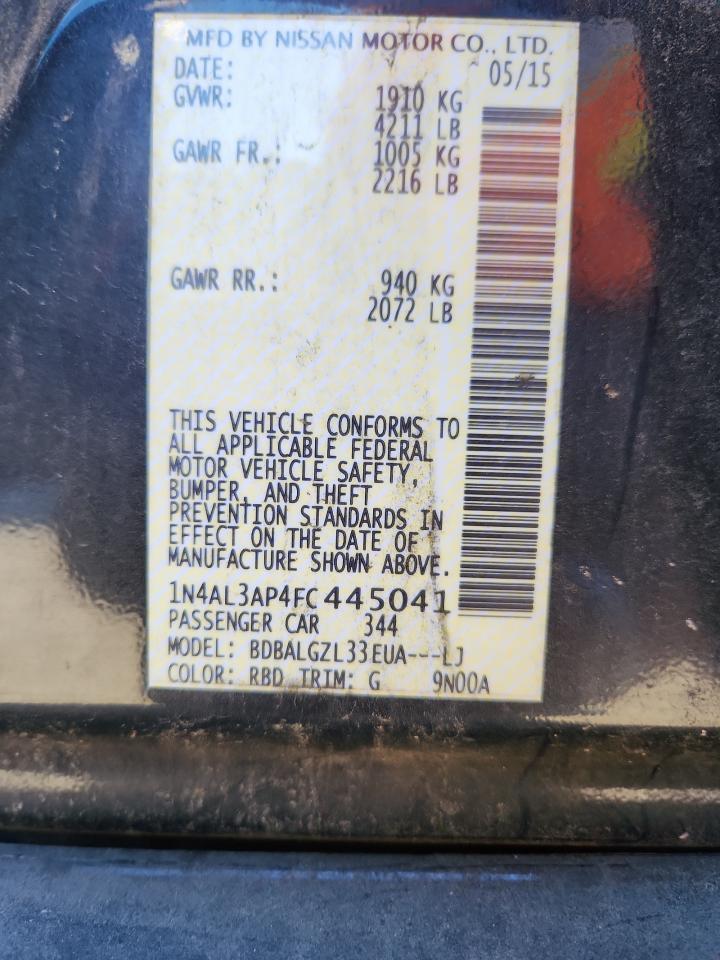 MFD BY NISSAN MOTOR CO., LTD.
DATE: 05/15
GVWR: 1910 KG
4211 LB
GAWR FR.: 1005 KG
2216 LB
GAWR RR.: 940 KG
2072 LB
THIS VEHICLE CONFORMS TO
ALL APPLICABLE FEDERAL
MOTOR VEHICLE SAFETY,
BUMPER, AND THEFT
PREVENTION STANDARDS IN
EFFECT ON THE DATE OF
MANUFACTURE SHOWN ABOVE.
1N4AL3AP4FC445041
PASSENGER CAR 344
MODEL: BDBALGZL33EUA---LJ
COLOR: RBD TRIM: G 9N00A